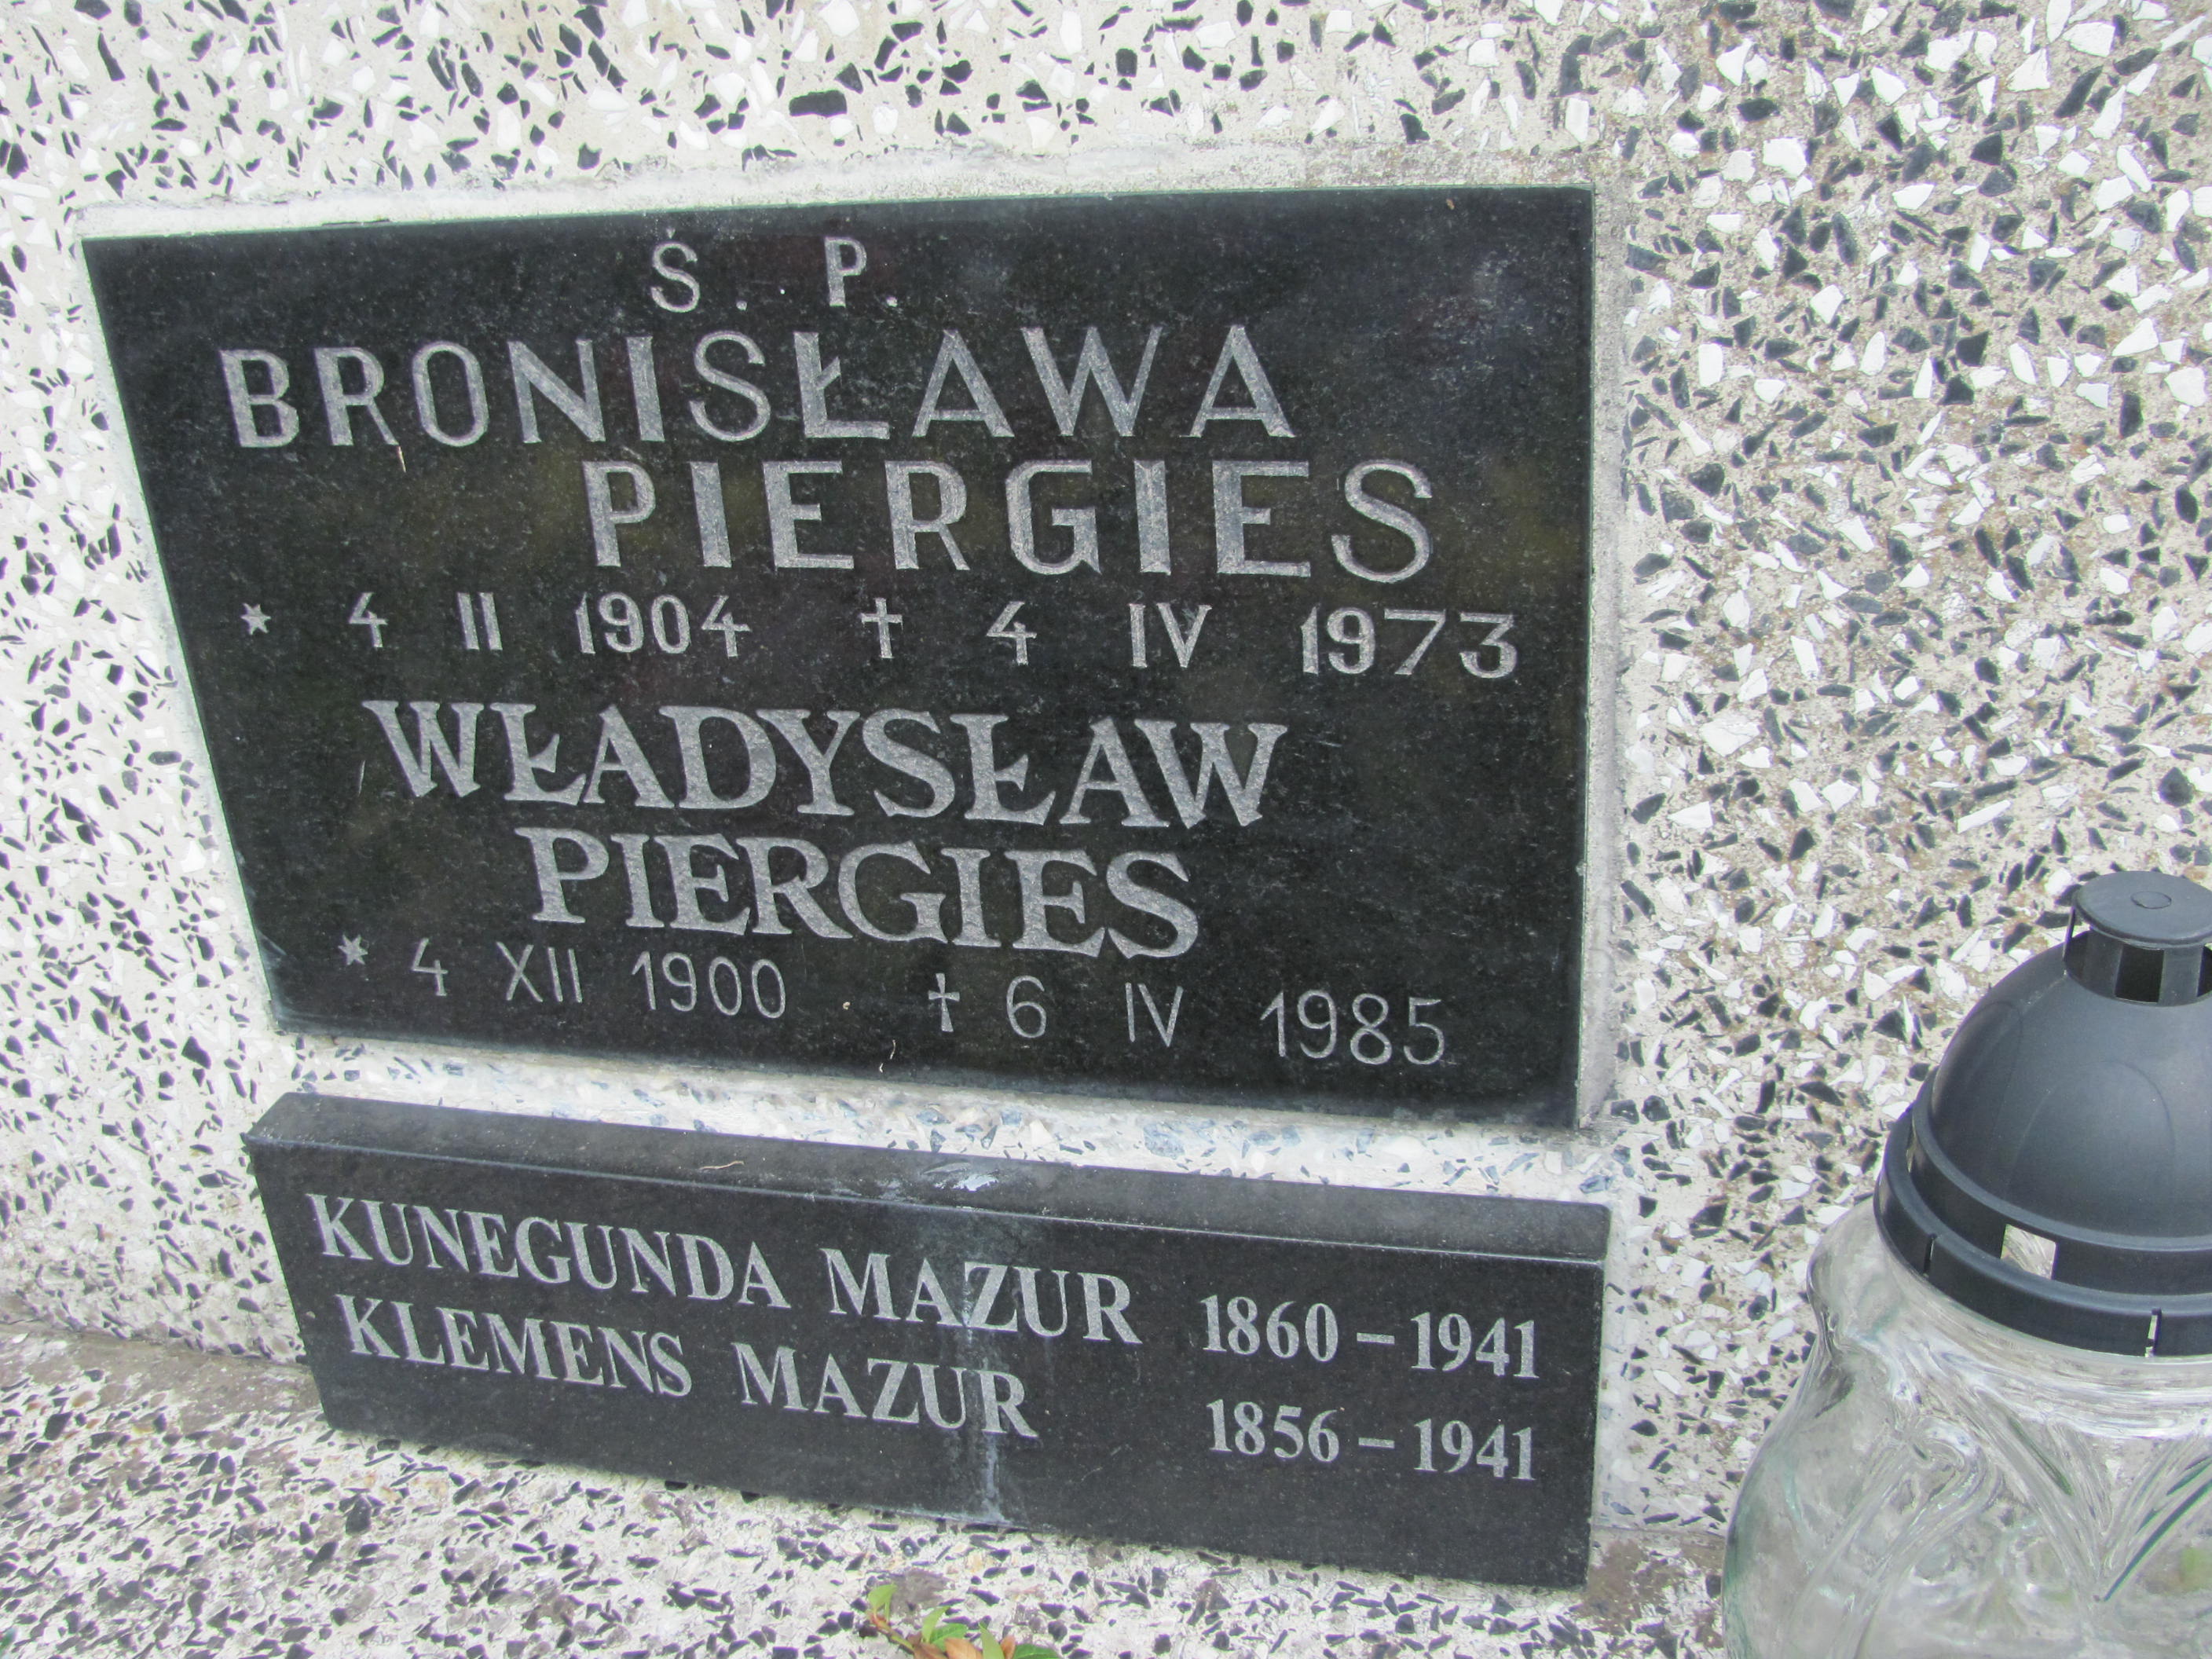 Ś. P.
BRONISŁAWA
PIERGIES
* 4 II 1904 † 4 IV 1973
WŁADYSŁAW
PIERGIES
* 4 XII 1900 † 6 IV 1985
KUNEGUNDA MAZUR 1860 – 1941
KLEMENS MAZUR 1856 – 1941